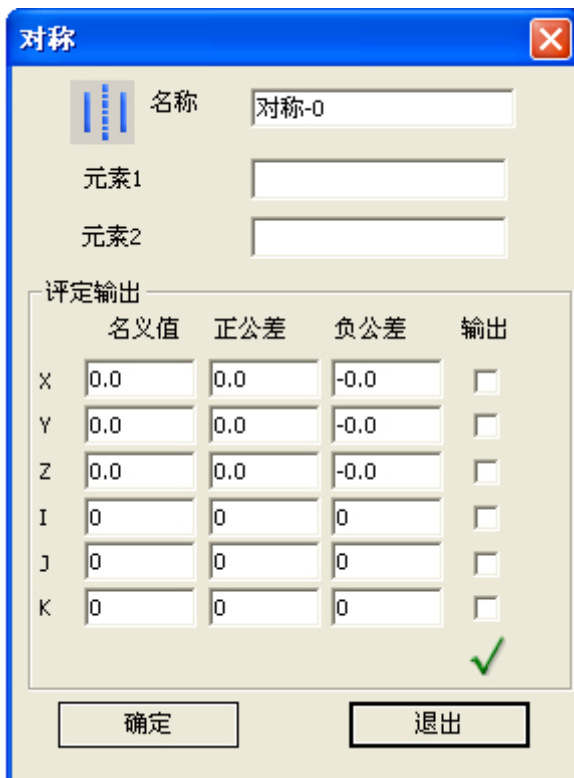 对称
名称 对称-0
元素1
元素2
评定输出
名义值 正公差 负公差 输出
X 0.0 0.0 -0.0
Y 0.0 0.0 -0.0
Z 0.0 0.0 -0.0
I 0 0 0
J 0 0 0
K 0 0 0
确定 退出